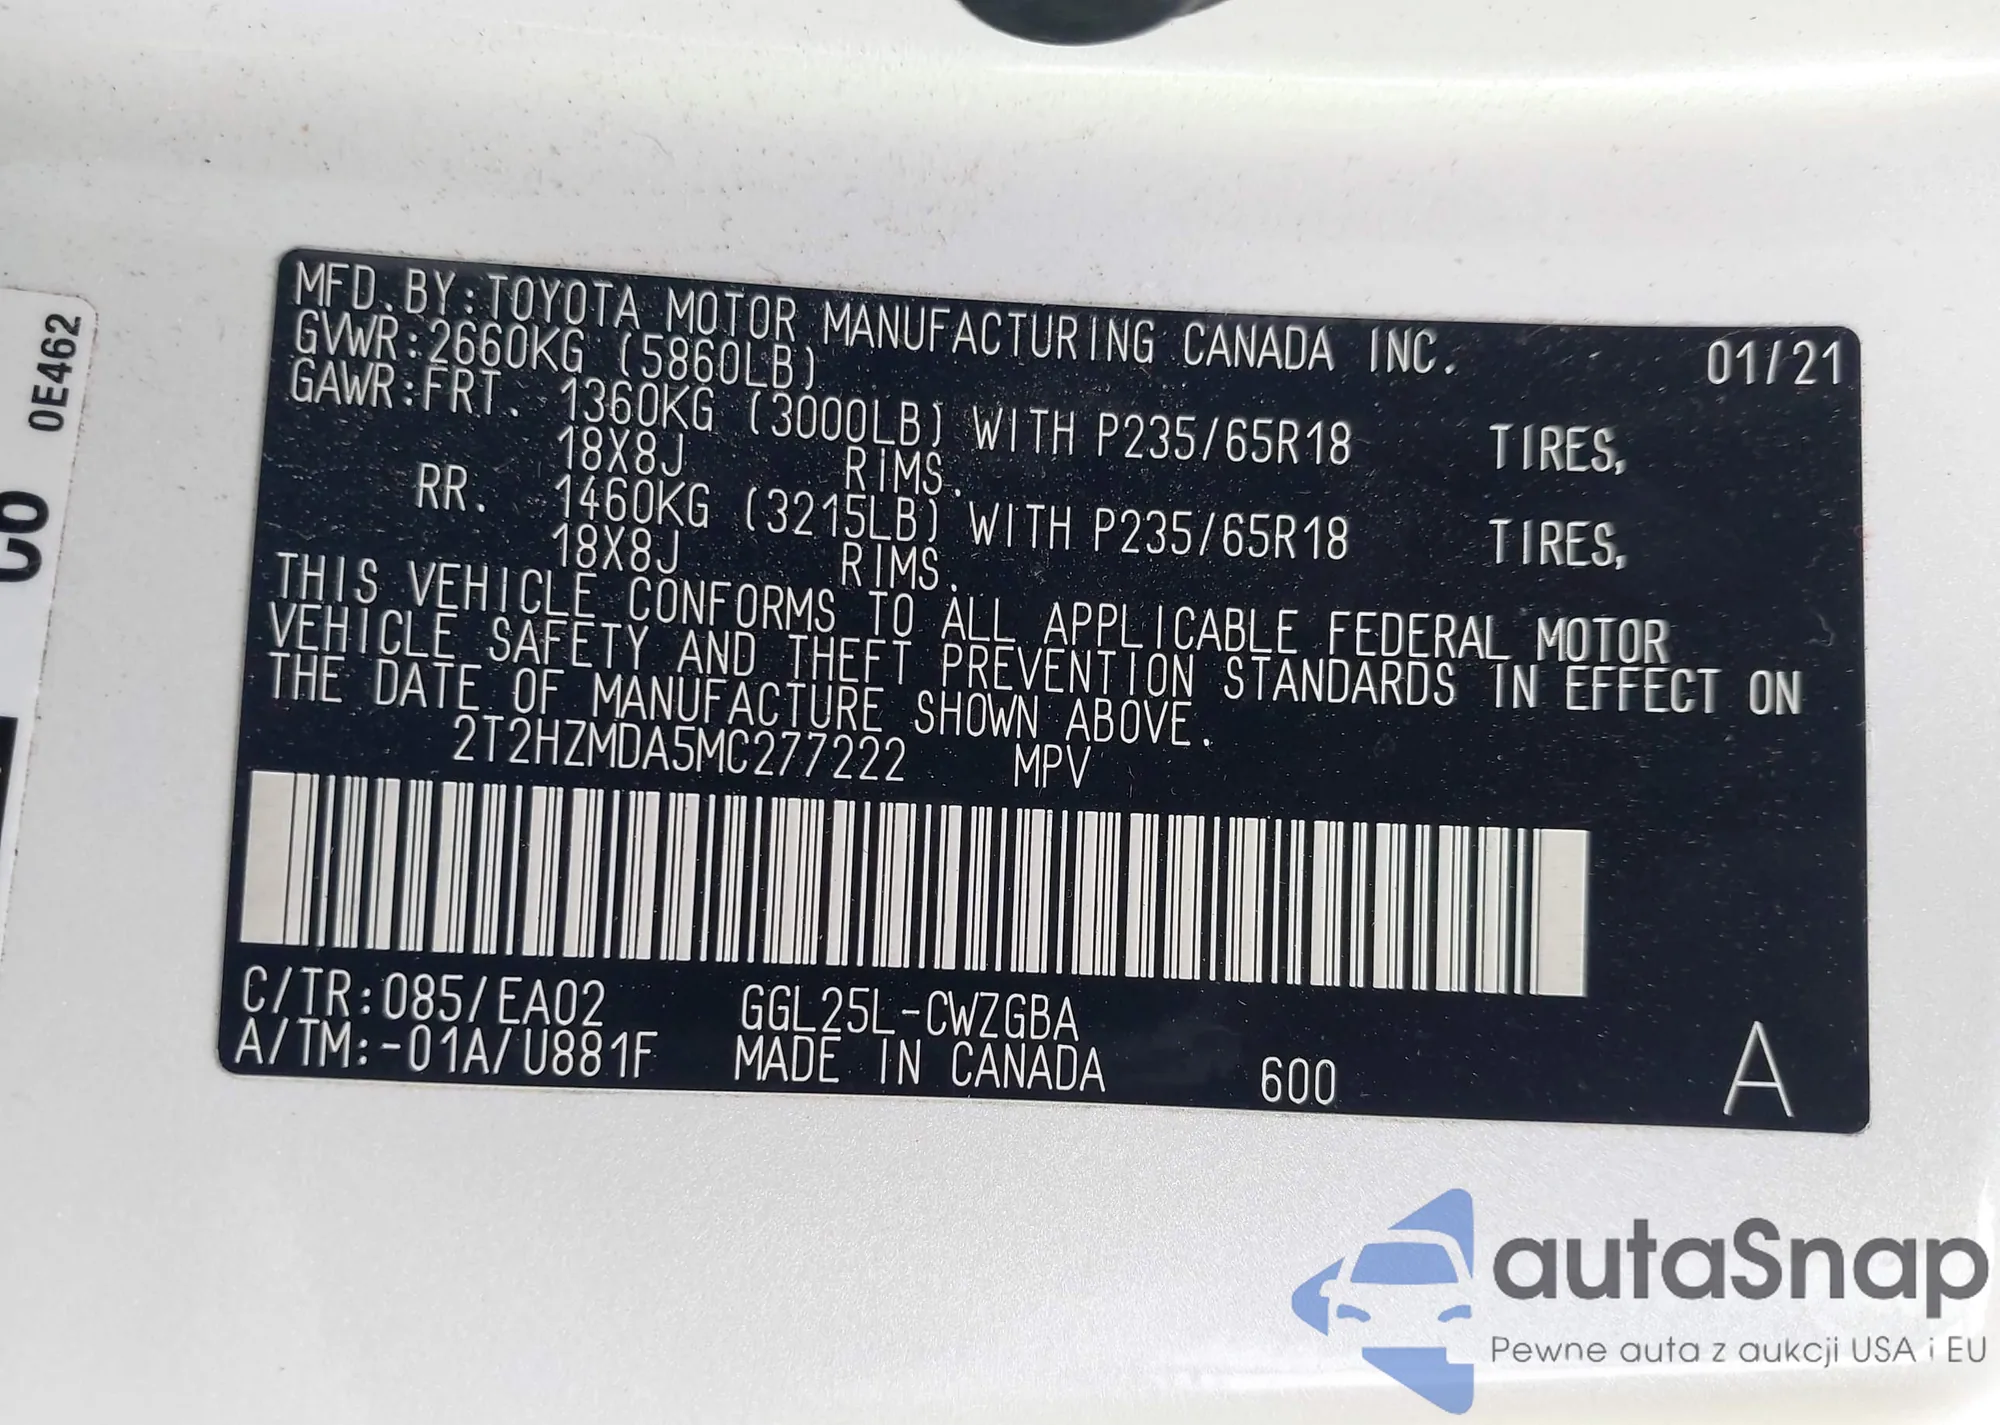 MFD.BY:TOYOTA MOTOR MANUFACTURING CANADA INC. 01/21
GVWR:2660KG (5860LB)
GAWR:FRT. 1360KG (3000LB) WITH P235/65R18 TIRES,
18X8J RIMS.
RR. 1460KG (3215LB) WITH P235/65R18 TIRES,
18X8J RIMS.
THIS VEHICLE CONFORMS TO ALL APPLICABLE FEDERAL MOTOR
VEHICLE SAFETY AND THEFT PREVENTION STANDARDS IN EFFECT ON
THE DATE OF MANUFACTURE SHOWN ABOVE.
2T2HZMDA5MC277222 MPV
C/TR:085/EA02 GGL25L-CWZGBA
A/TM:-01A/U881F MADE IN CANADA 600 A
0E462
autaSnap
Pewne auta z aukcji USA i EU